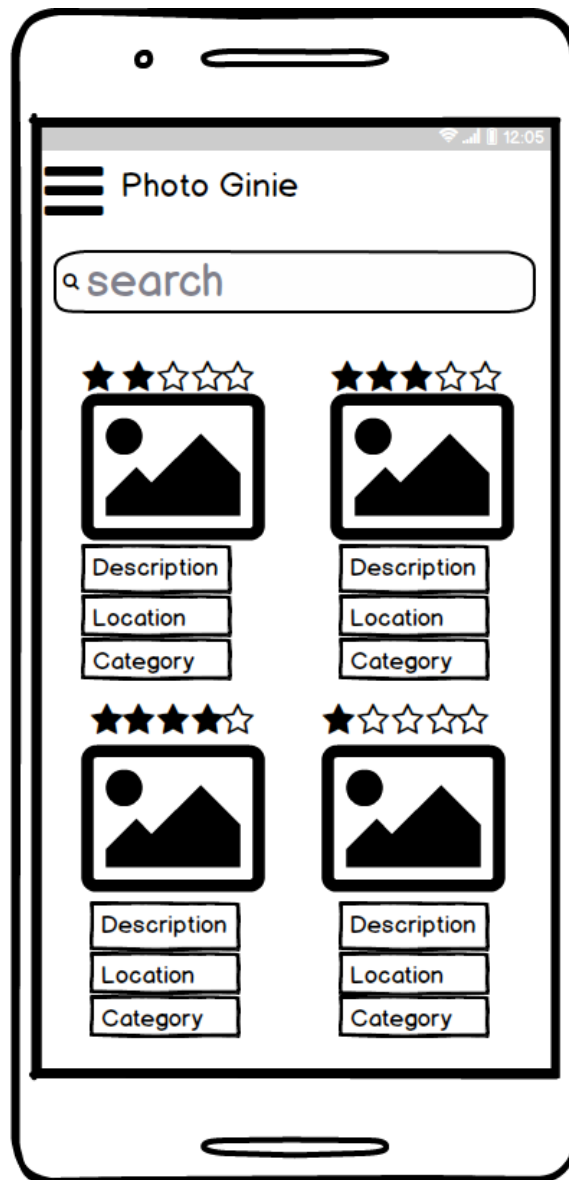 12:05
Photo Ginie
search
Description
Description
Location
Location
Category
Category
Description
Description
Location
Location
Category
Category